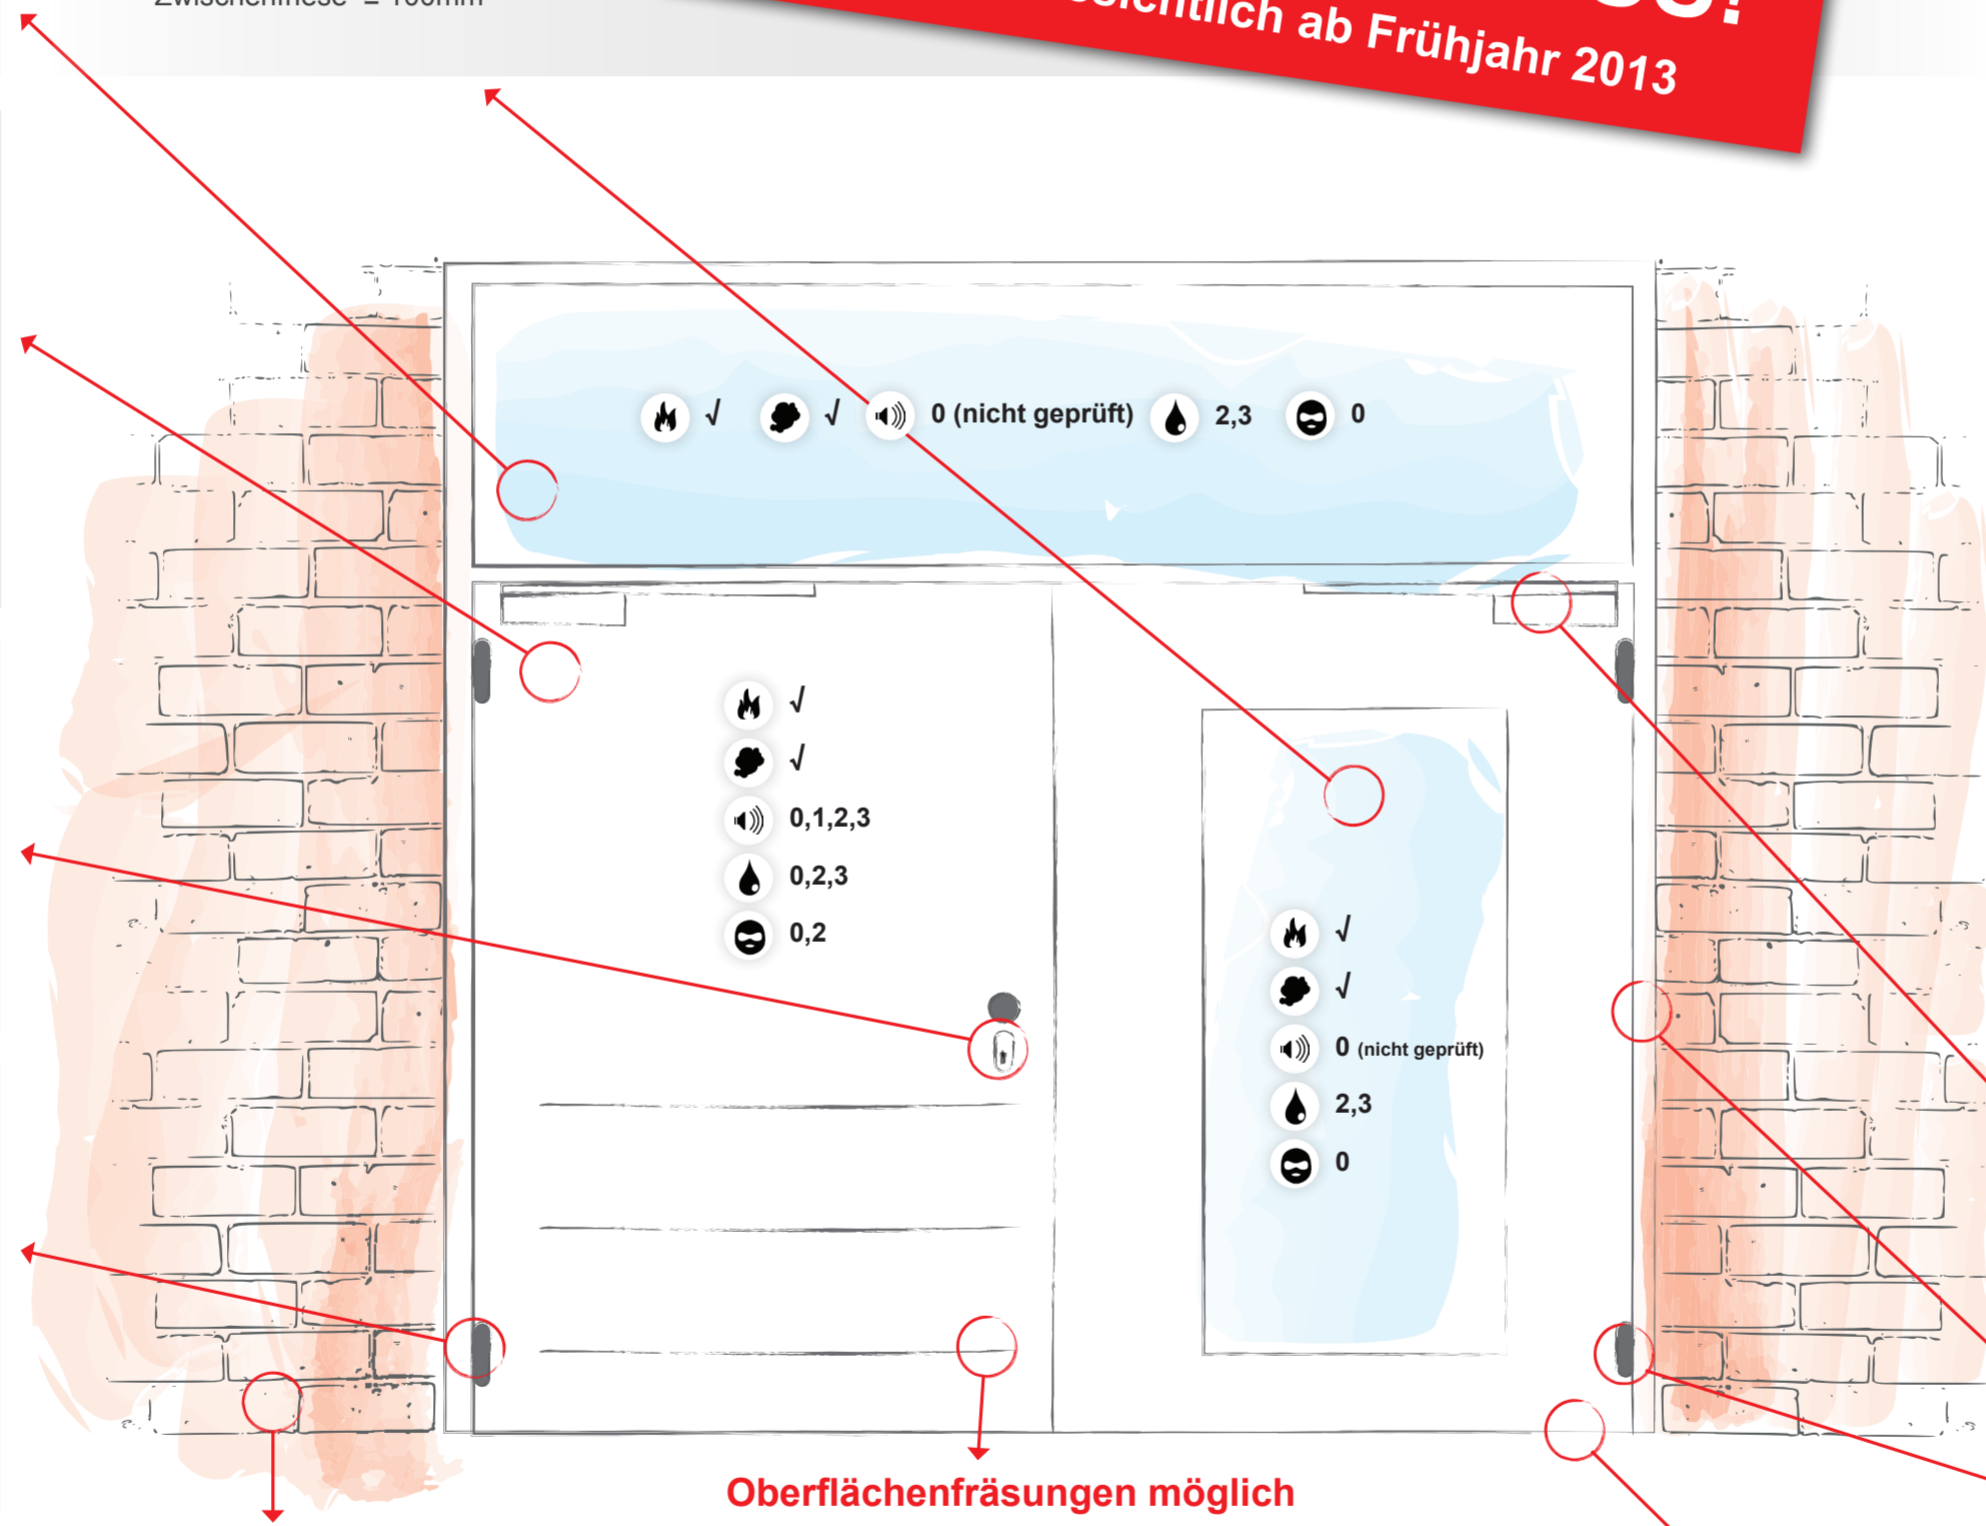 = 100mm
ab Frühjahr 2013
√ √ 0 (nicht geprüft) 2,3 0
√
√
0,1,2,3
0,2,3
0,2
√
√
0 (nicht geprüft)
2,3
0
Oberflächenfräsungen möglich